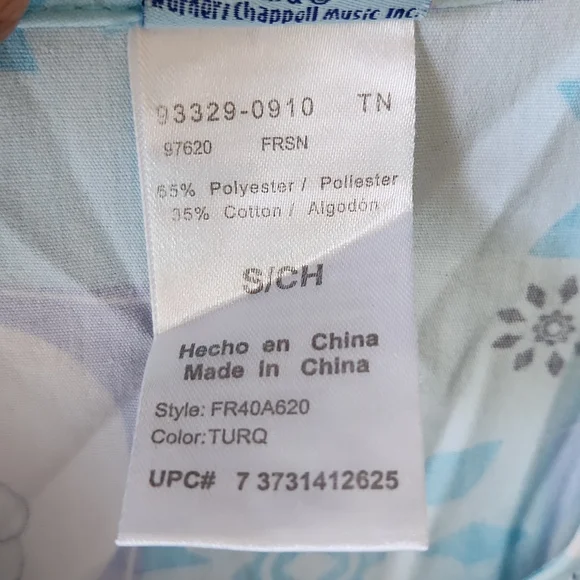 Warner/Chappell Music Inc.
93329-0910 TN
97620 FRSN
65% Polyester / Poliester
35% Cotton / Algodón
S/CH
Hecho en China
Made in China
Style: FR40A620
Color: TURQ
UPC# 7 3731412625